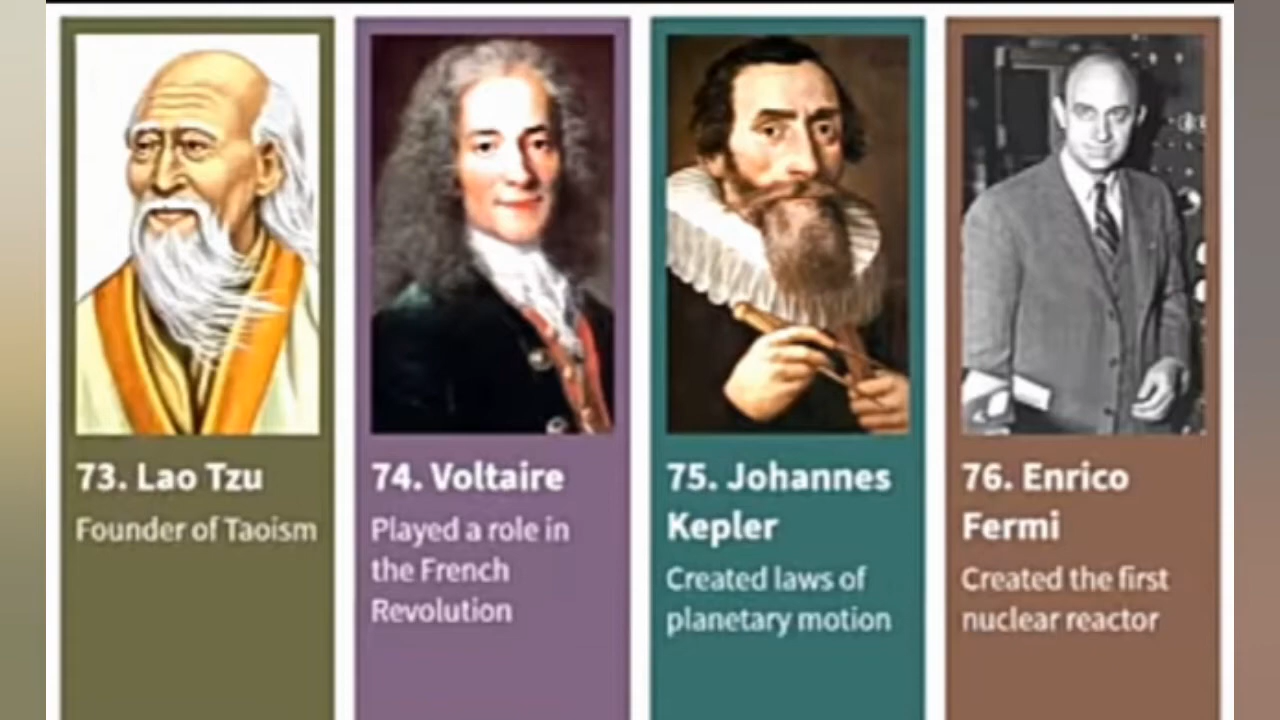 73. Lao Tzu
Founder of Taoism
74. Voltaire
Played a role in
the French
Revolution
75. Johannes
Kepler
Created laws of
planetary motion
76. Enrico
Fermi
Created the first
nuclear reactor